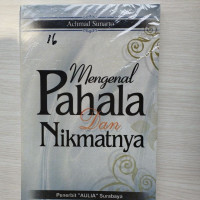 Achmad Sunarto
16
Mengenal
Pahala
Dan
Nikmatnya
Penerbit "AULIA" Surabaya